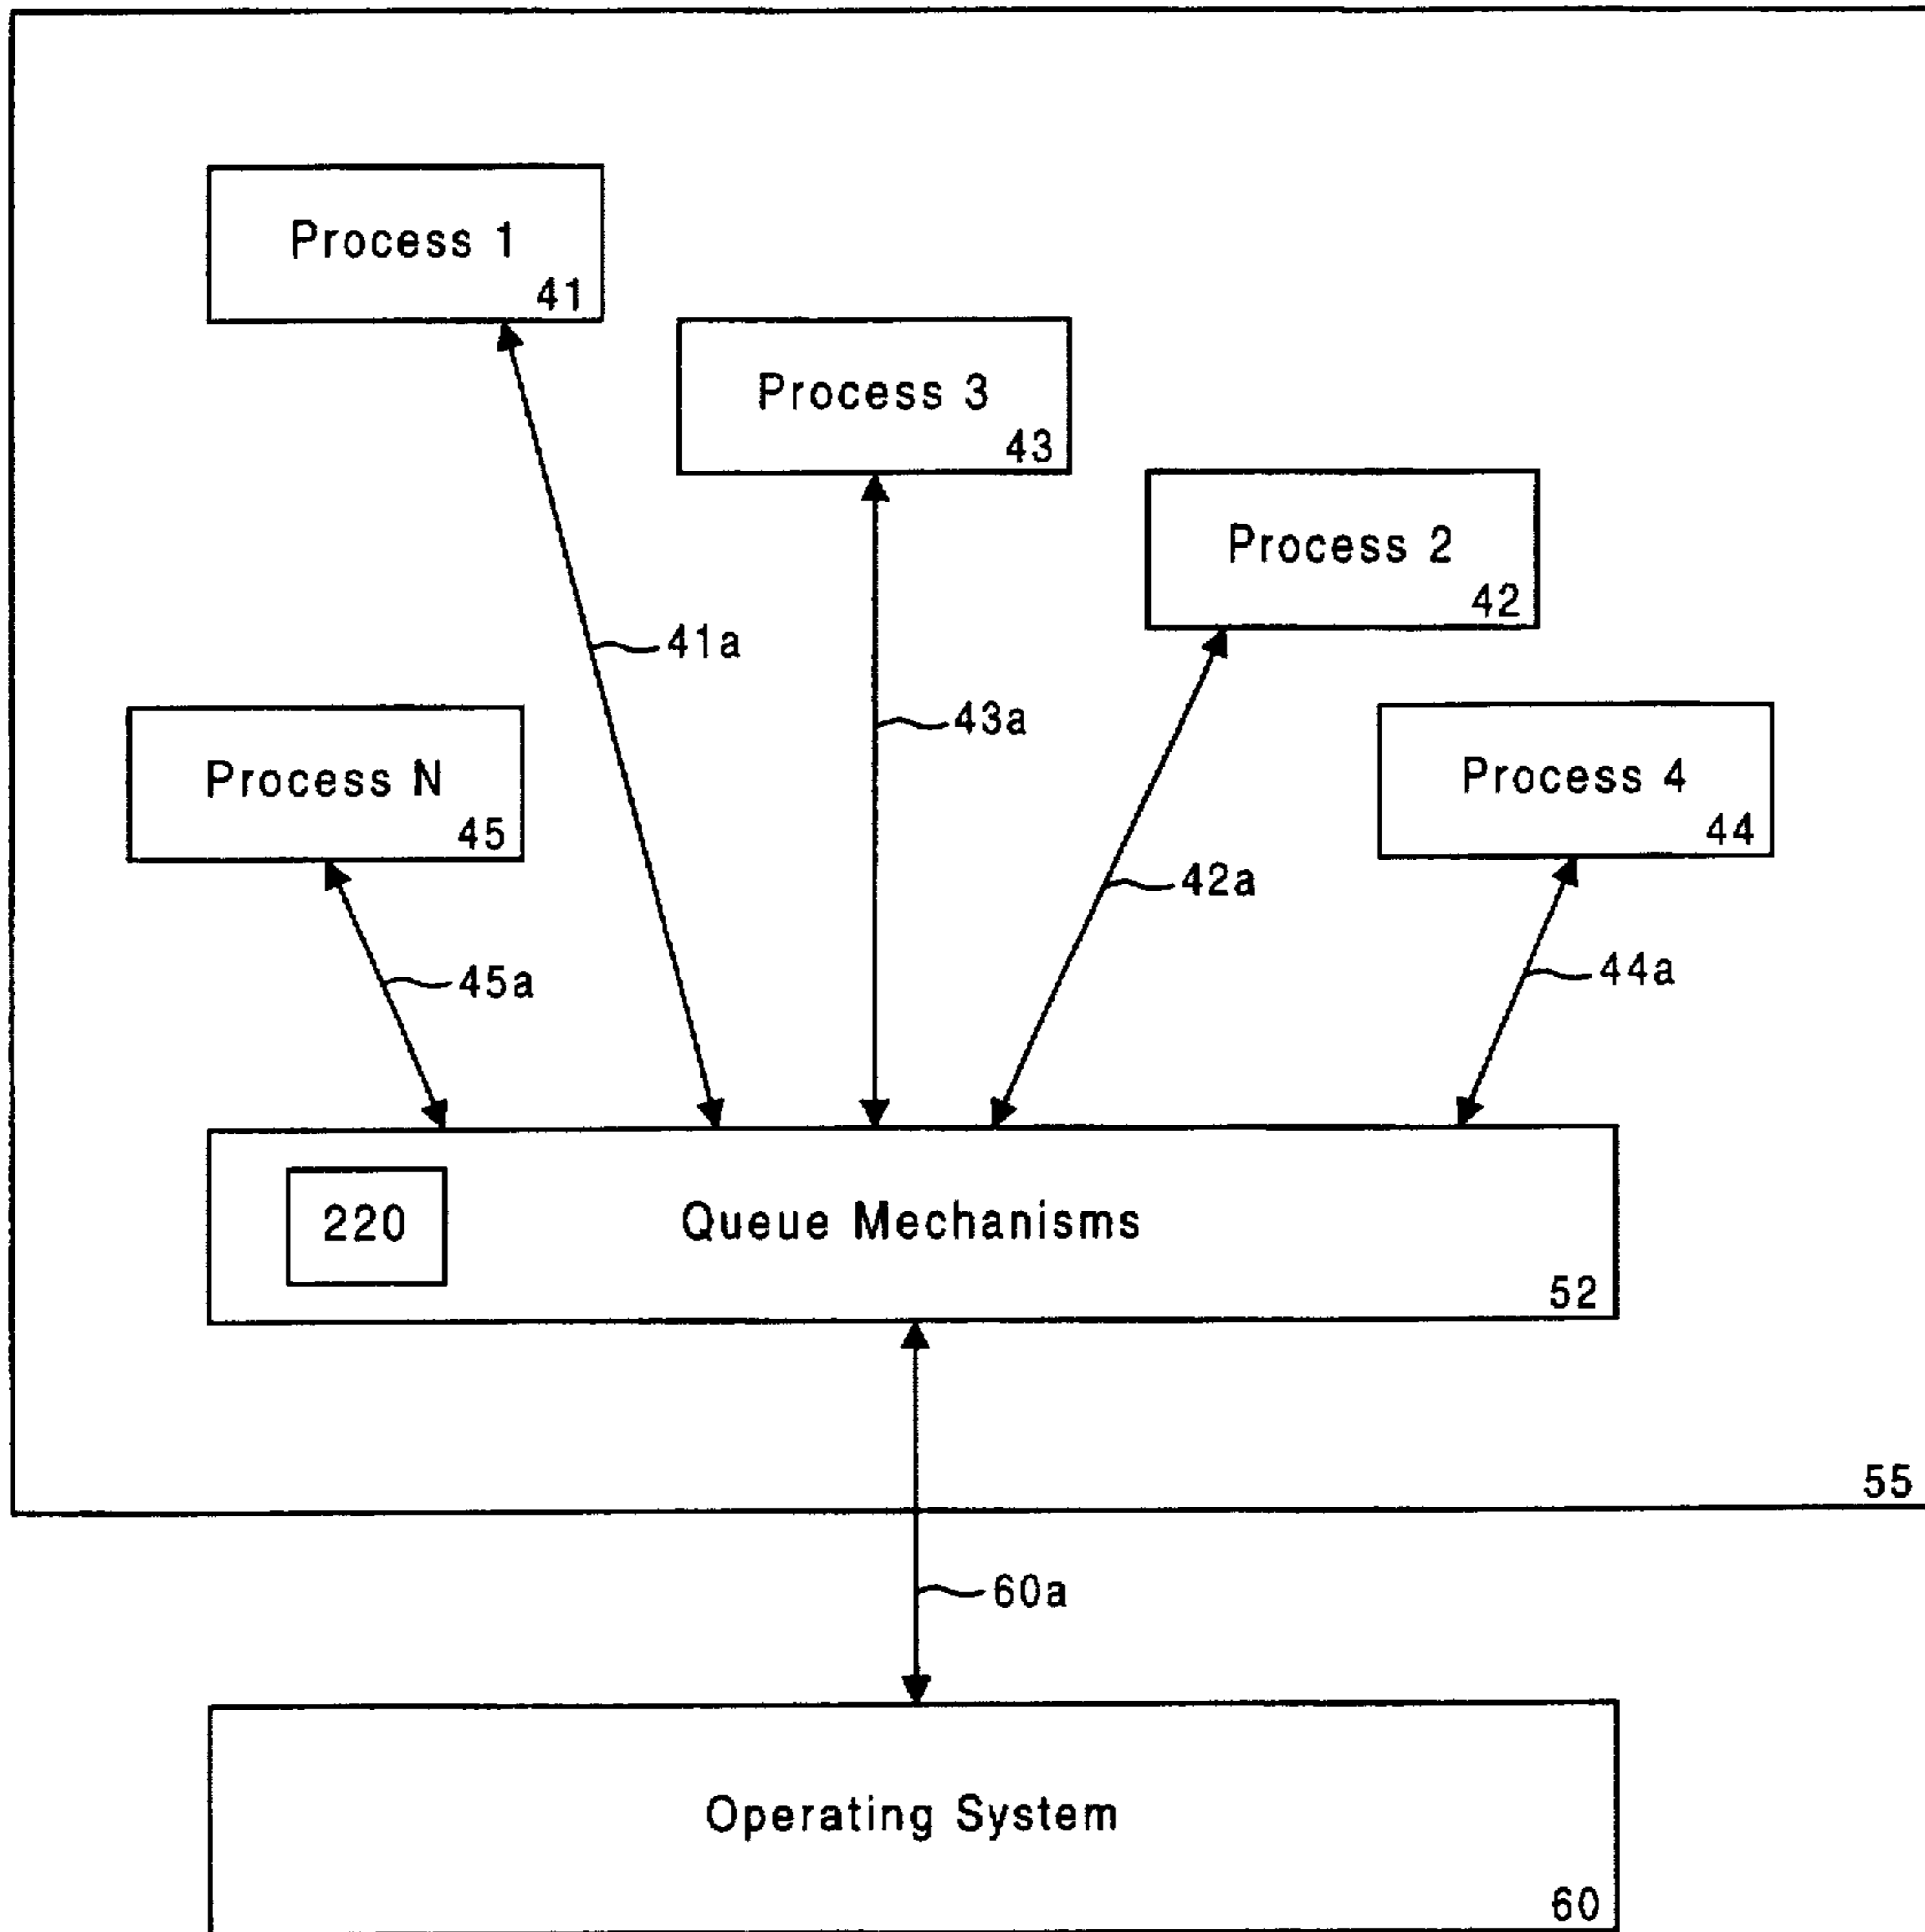 Process 1
41
Process 3
43
Process 2
42
41a
43a
Process N
45
Process 4
44
42a
45a
44a
220
Queue Mechanisms
52
55
60a
Operating System
60